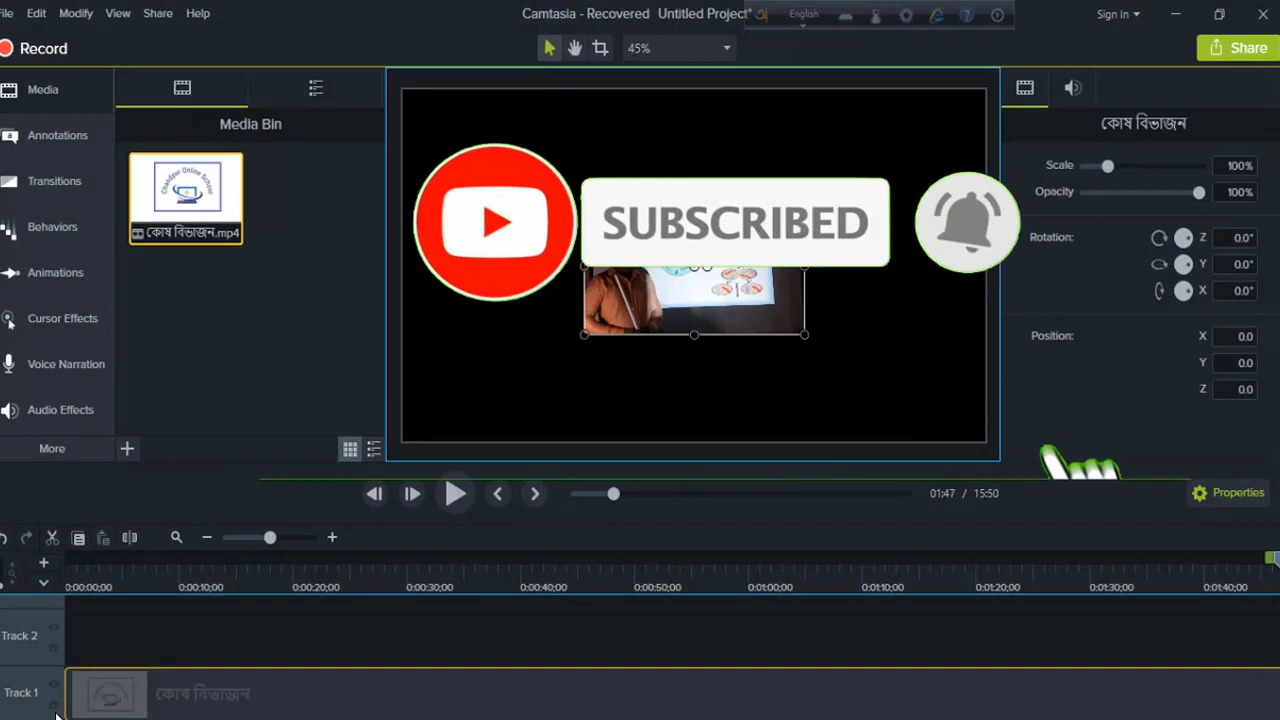 File Edit Modify View Share Help
Camtasia - Recovered Untitled Project*
English
Sign In
Record
45%
Share
Media
Annotations
Transitions
Behaviors
Animations
Cursor Effects
Voice Narration
Audio Effects
More
Media Bin
Chandpur Online School
কোষ বিভাজন.mp4
SUBSCRIBED
কোষ বিভাজন
Scale 100%
Opacity 100%
Rotation: Z 0.0°
Y 0.0°
X 0.0°
Position: X 0.0
Y 0.0
Z 0.0
01:47 / 15:50
Properties
0:00:00;00 0:00:10;00 0:00:20;00 0:00:30;00 0:00:40;00 0:00:50;00 0:01:00;00 0:01:10;00 0:01:20;00 0:01:30;00 0:01:40;00
Track 2
Track 1
কোষ বিভাজন